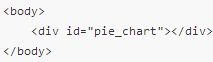 <body>
    <div id="pie_chart"></div>
</body>